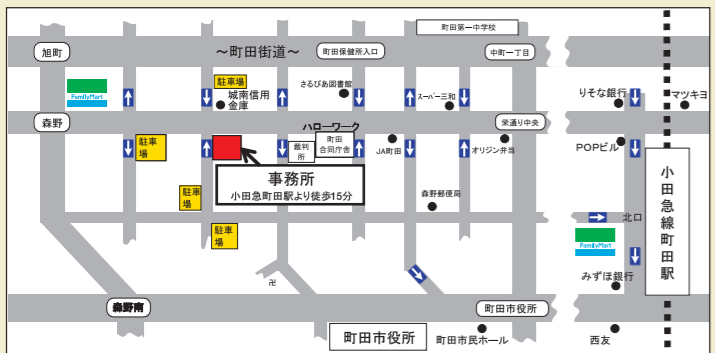 町田第一中学校
旭町
～町田街道～
町田保健所入口
中町一丁目
FamilyMart
駐車場
城南信用
金庫
さるびあ図書館
スーパー三和
りそな銀行
マツキヨ
森野
ハローワーク
栄通り中央
駐車
場
裁判
所
町田
合同庁舎
JA町田
オリジン弁当
POPビル
事務所
小田急町田駅より徒歩15分
駐車
場
森野郵便局
小田急線町田駅
北口
駐車
場
FamilyMart
卍
みずほ銀行
森野南
町田市役所
町田市役所
町田市民ホール
西友